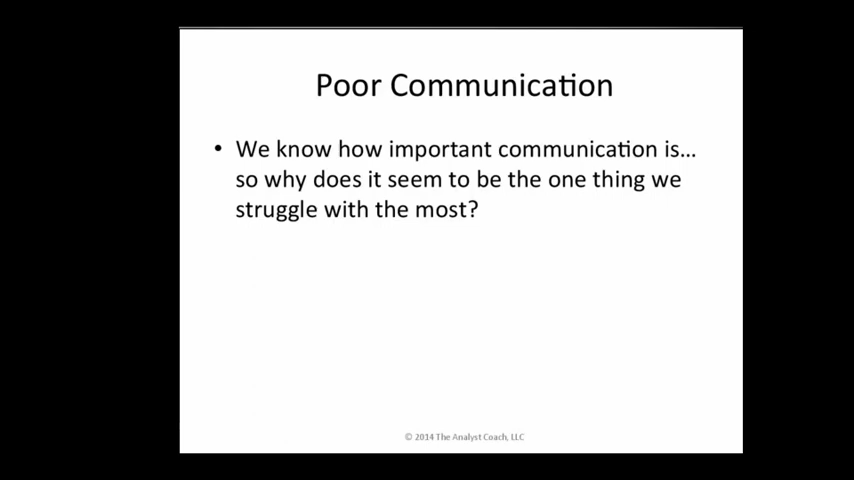 Poor Communication
• We know how important communication is…
so why does it seem to be the one thing we
struggle with the most?
© 2014 The Analyst Coach, LLC